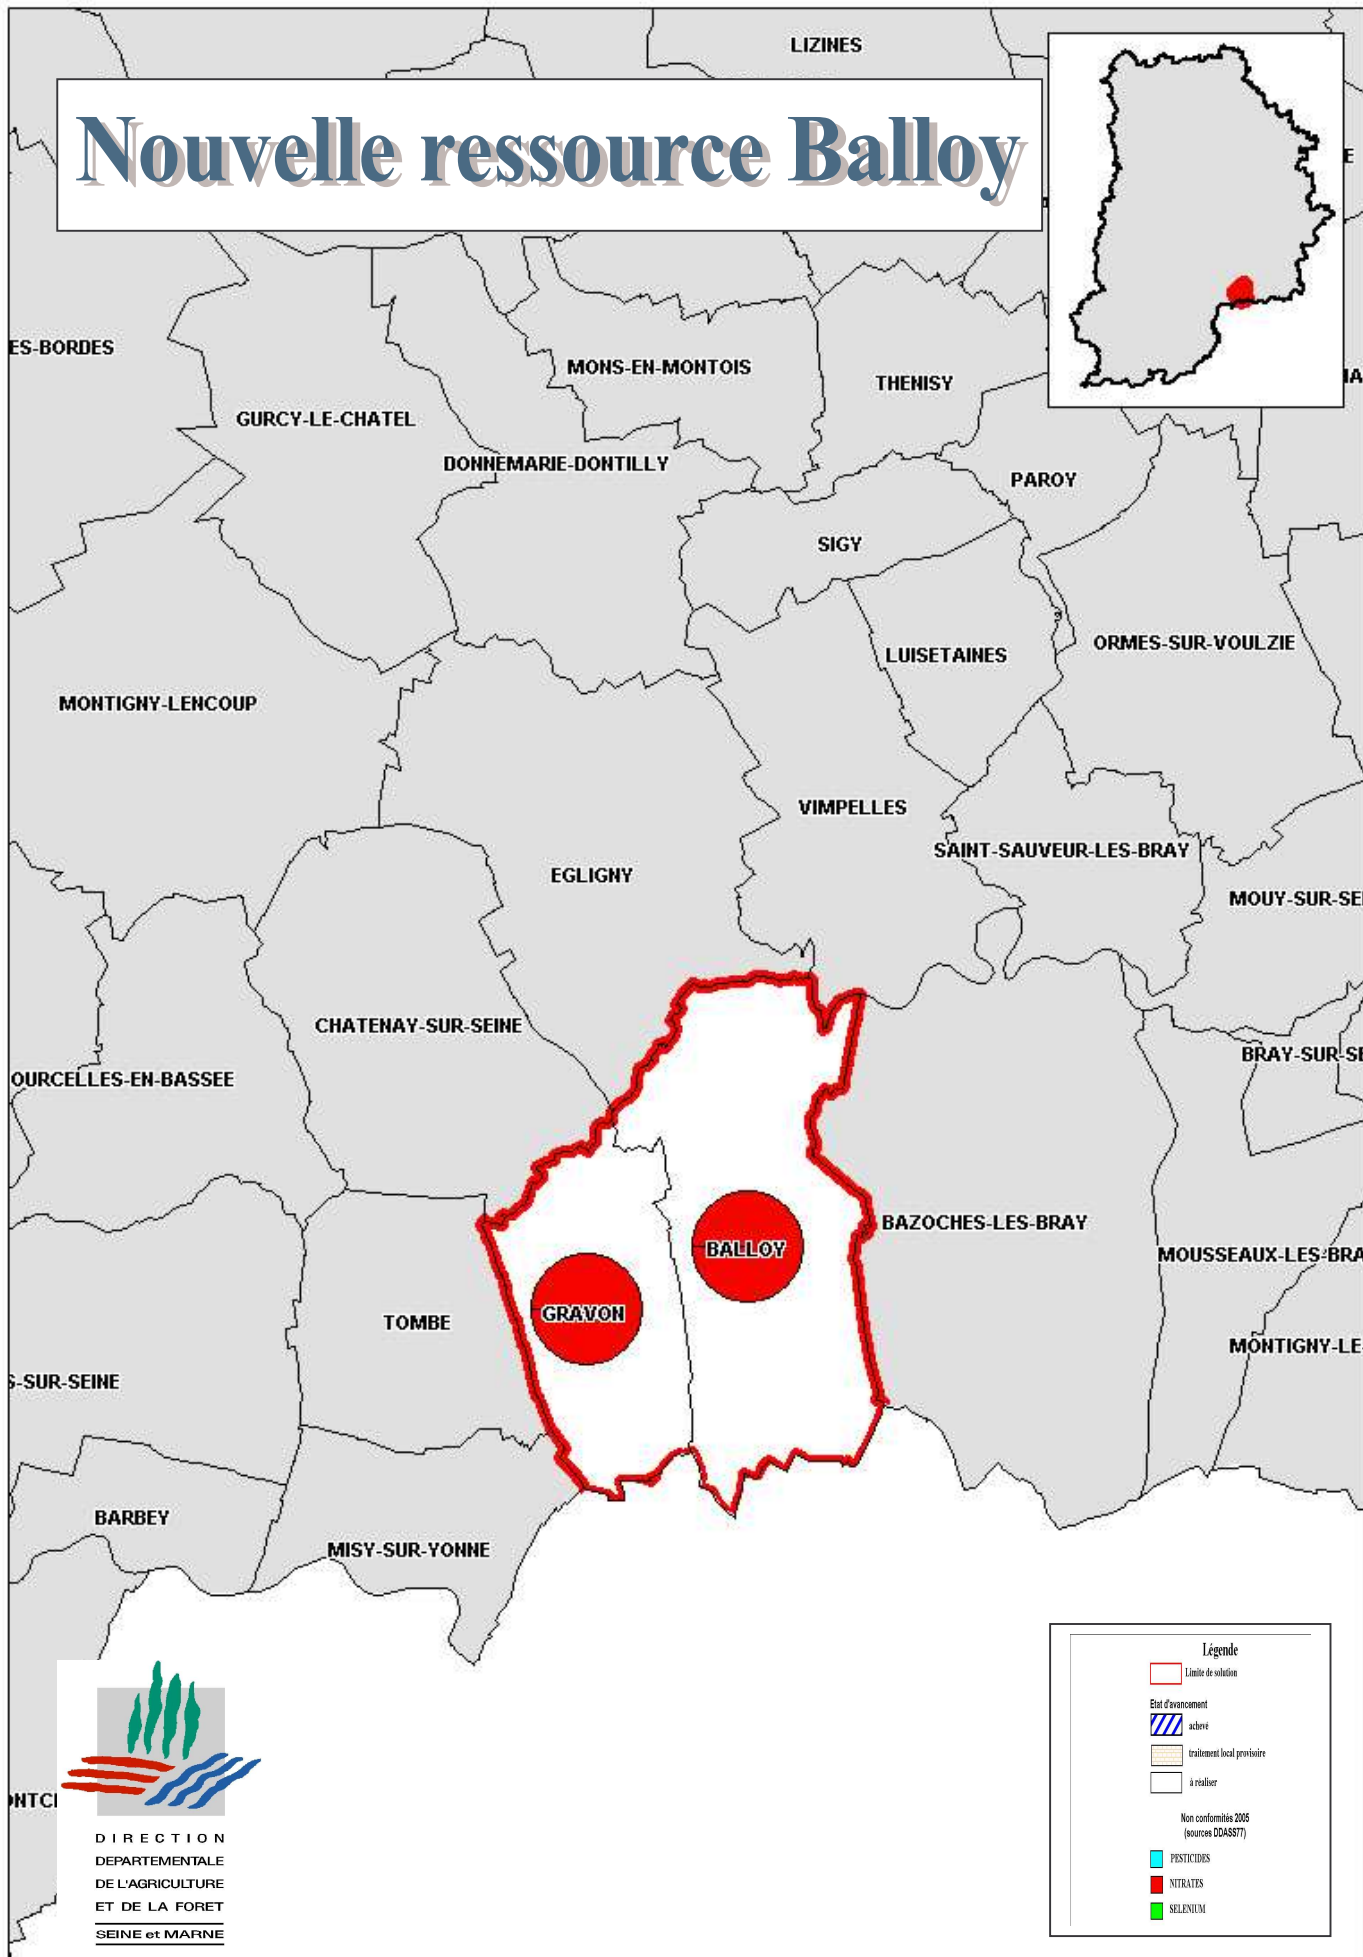 LIZINES
Nouvelle ressource Balloy
E
ES-BORDES
MONS-EN-MONTOIS
THENISY
IA
GURCY-LE-CHATEL
DONNEMARIE-DONTILLY
PAROY
SIGY
ORMES-SUR-VOULZIE
LUISETAINES
MONTIGNY-LENCOUP
VIMPELLES
SAINT-SAUVEUR-LES-BRAY
EGLIGNY
MOUY-SUR-SEI
CHATENAY-SUR-SEINE
BRAY-SUR-SE
OURCELLES-EN-BASSEE
BAZOCHES-LES-BRAY
BALLOY
MOUSSEAUX-LES-BRA
GRAVON
TOMBE
MONTIGNY-LE-
S-SUR-SEINE
BARBEY
MISY-SUR-YONNE
ONTCI
DIRECTION
DEPARTEMENTALE
DE L'AGRICULTURE
ET DE LA FORET
SEINE et MARNE
Légende
Limite de solution
Etat d'avancement
achevé
traitement local provisoire
à réaliser
Non conformités 2005
(sources DDASS77)
PESTICIDES
NITRATES
SELENIUM